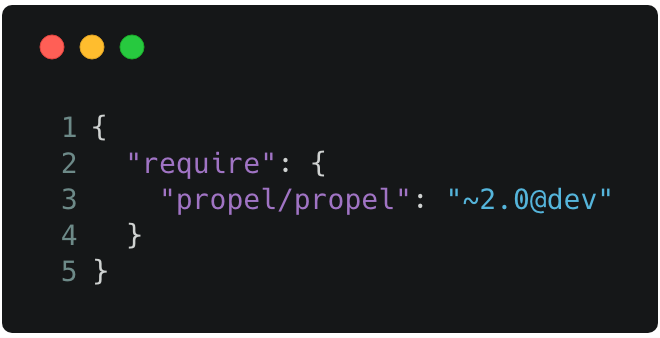 1 {
2   "require": {
3     "propel/propel": "~2.0@dev"
4   }
5 }